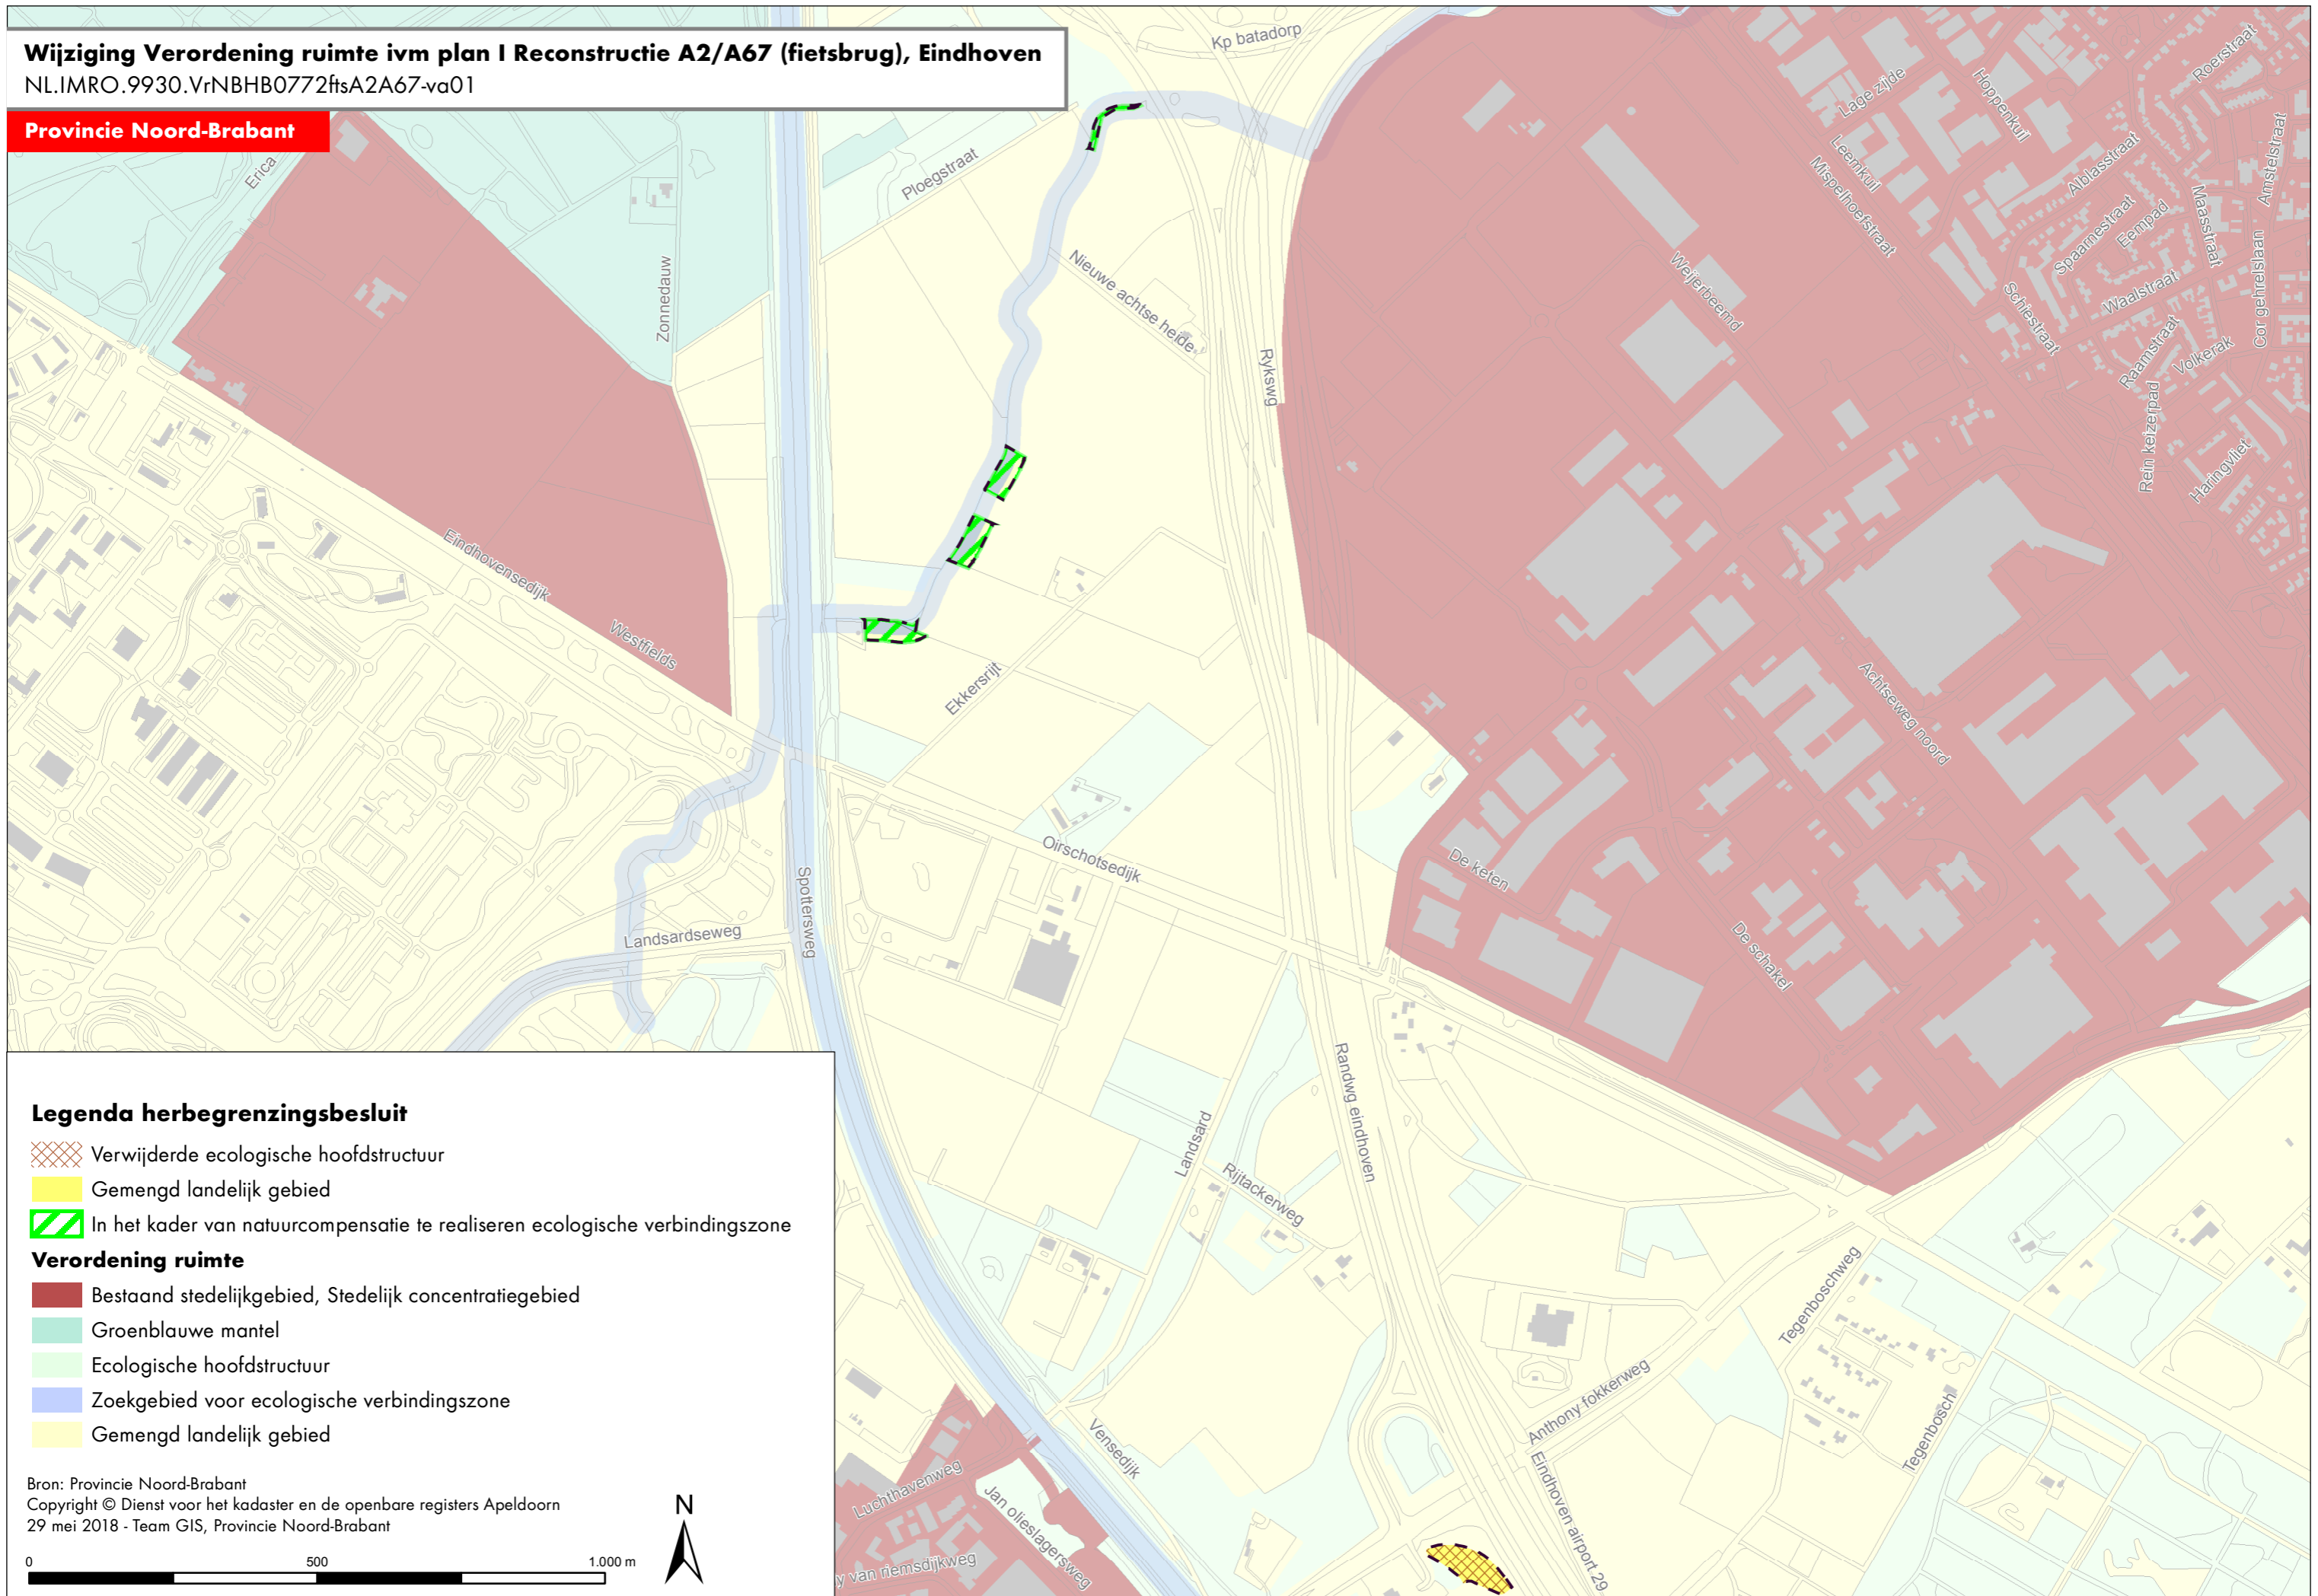 Wijziging Verordening ruimte ivm plan I Reconstructie A2/A67 (fietsbrug), Eindhoven
NL.IMRO.9930.VrNBHB0772ftsA2A67-va01
Provincie Noord-Brabant
Kp batadorp
Roerstraat
Lage zijde
Hoppenkuil
Leemkuil
Mispelhoefstraat
Alblasstraat
Amstelstraat
Maasstraat
Spaarnestraat
Eempad
Erica
Ploegstraat
Zonnedauw
Nieuwe achtse heide
Weijerbeemd
Waalstraat
Schiestraat
Cor gehrelslaan
Raamstraat
Volkerak
Rykswg
Rein keizerpad
Haringvliet
Eindhovensedijk
Westfields
Ekkersrijt
Achtseweg noord
Oirschotsedijk
De keten
Spottersweg
Landsardseweg
De schakel
Randwg eindhoven
Landsard
Rijtackerweg
Tegenboschweg
Anthony fokkerweg
Tegenbosch
Vensedijk
Luchthavenweg
Jan olieslagersweg
Eindhoven airport 29
y van riemsdijkweg
Legenda herbegrenzingsbesluit
Verwijderde ecologische hoofdstructuur
Gemengd landelijk gebied
In het kader van natuurcompensatie te realiseren ecologische verbindingszone
Verordening ruimte
Bestaand stedelijkgebied, Stedelijk concentratiegebied
Groenblauwe mantel
Ecologische hoofdstructuur
Zoekgebied voor ecologische verbindingszone
Gemengd landelijk gebied
Bron: Provincie Noord-Brabant
Copyright © Dienst voor het kadaster en de openbare registers Apeldoorn
29 mei 2018 - Team GIS, Provincie Noord-Brabant
N
0 500 1.000 m